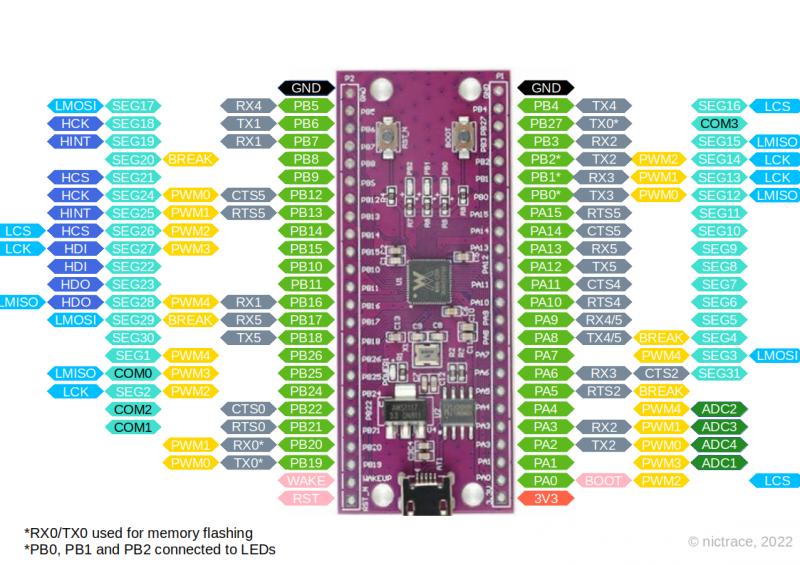 GND GND
LMOSI SEG17 RX4 PB5 PB4 TX4 SEG16 LCS
HCK SEG18 TX1 PB6 PB27 TX0* COM3
HINT SEG19 RX1 PB7 PB3 RX2 SEG15 LMISO
SEG20 BREAK PB8 PB2* TX2 PWM2 SEG14 LCK
HCS SEG21 PB9 PB1* RX3 PWM1 SEG13 LCK
HCK SEG24 PWM0 CTS5 PB12 PB0* TX3 PWM0 SEG12 LMISO
HINT SEG25 PWM1 RTS5 PB13 PA15 RTS5 SEG11
LCS HCS SEG26 PWM2 PB14 PA14 CTS5 SEG10
LCK HDI SEG27 PWM3 PB15 PA13 RX5 SEG9
HDI SEG22 PB10 PA12 TX5 SEG8
HDO SEG23 PB11 PA11 CTS4 SEG7
LMISO HDO SEG28 PWM4 RX1 PB16 PA10 RTS4 SEG6
LMOSI SEG29 BREAK RX5 PB17 PA9 RX4/5 SEG5
SEG30 TX5 PB18 PA8 TX4/5 BREAK SEG4
SEG1 PWM4 PB26 PA7 PWM4 SEG3 LMOSI
LMISO COM0 PWM3 PB25 PA6 RX3 CTS2 SEG31
LCK SEG2 PWM2 PB24 PA5 RTS2 BREAK
COM2 CTS0 PB22 PA4 PWM4 ADC2
COM1 RTS0 PB21 PA3 RX2 PWM1 ADC3
PWM1 RX0* PB20 PA2 TX2 PWM0 ADC4
PWM0 TX0* PB19 PA1 PWM3 ADC1
WAKE PA0 BOOT PWM2 LCS
RST 3V3
P2 P1
RST_N BOOT
PB2 PB1 PB0
U1
*RX0/TX0 used for memory flashing
*PB0, PB1 and PB2 connected to LEDs
© nictrace, 2022